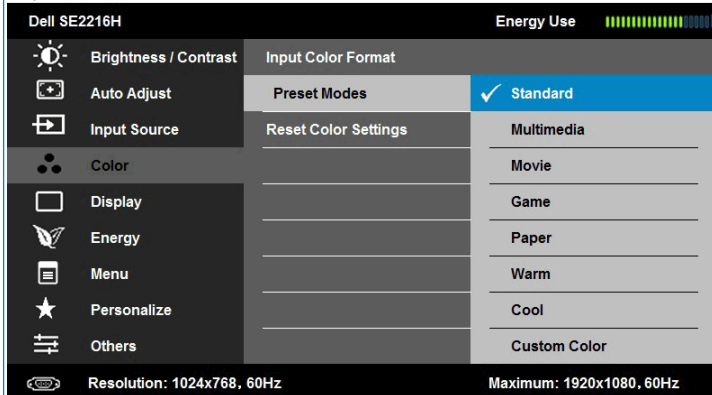 Dell SE2216H Energy Use
Brightness / Contrast Input Color Format
Auto Adjust Preset Modes Standard
Input Source Reset Color Settings Multimedia
Color Movie
Display Game
Energy Paper
Menu Warm
Personalize Cool
Others Custom Color
Resolution: 1024x768, 60Hz Maximum: 1920x1080, 60Hz